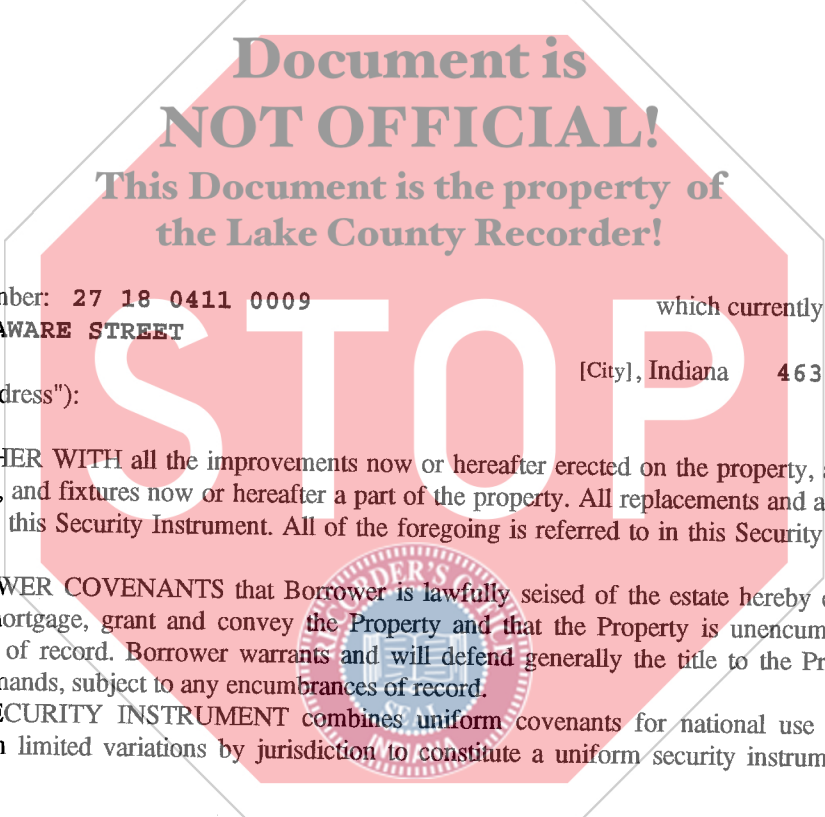 Document is
NOT OFFICIAL!
This Document is the property of
the Lake County Recorder!
STOP
nber: 27 18 0411 0009 which currently
AWARE STREET
[City], Indiana 463
dress"):
HER WITH all the improvements now or hereafter erected on the property,
, and fixtures now or hereafter a part of the property. All replacements and a
this Security Instrument. All of the foregoing is referred to in this Security
WER COVENANTS that Borrower is lawfully seised of the estate hereby
ortgage, grant and convey the Property and that the Property is unencum
of record. Borrower warrants and will defend generally the title to the Pr
mands, subject to any encumbrances of record.
ECURITY INSTRUMENT combines uniform covenants for national use
limited variations by jurisdiction to constitute a uniform security instrum
RECORDER'S OFFICE
SEAL
INDIANA